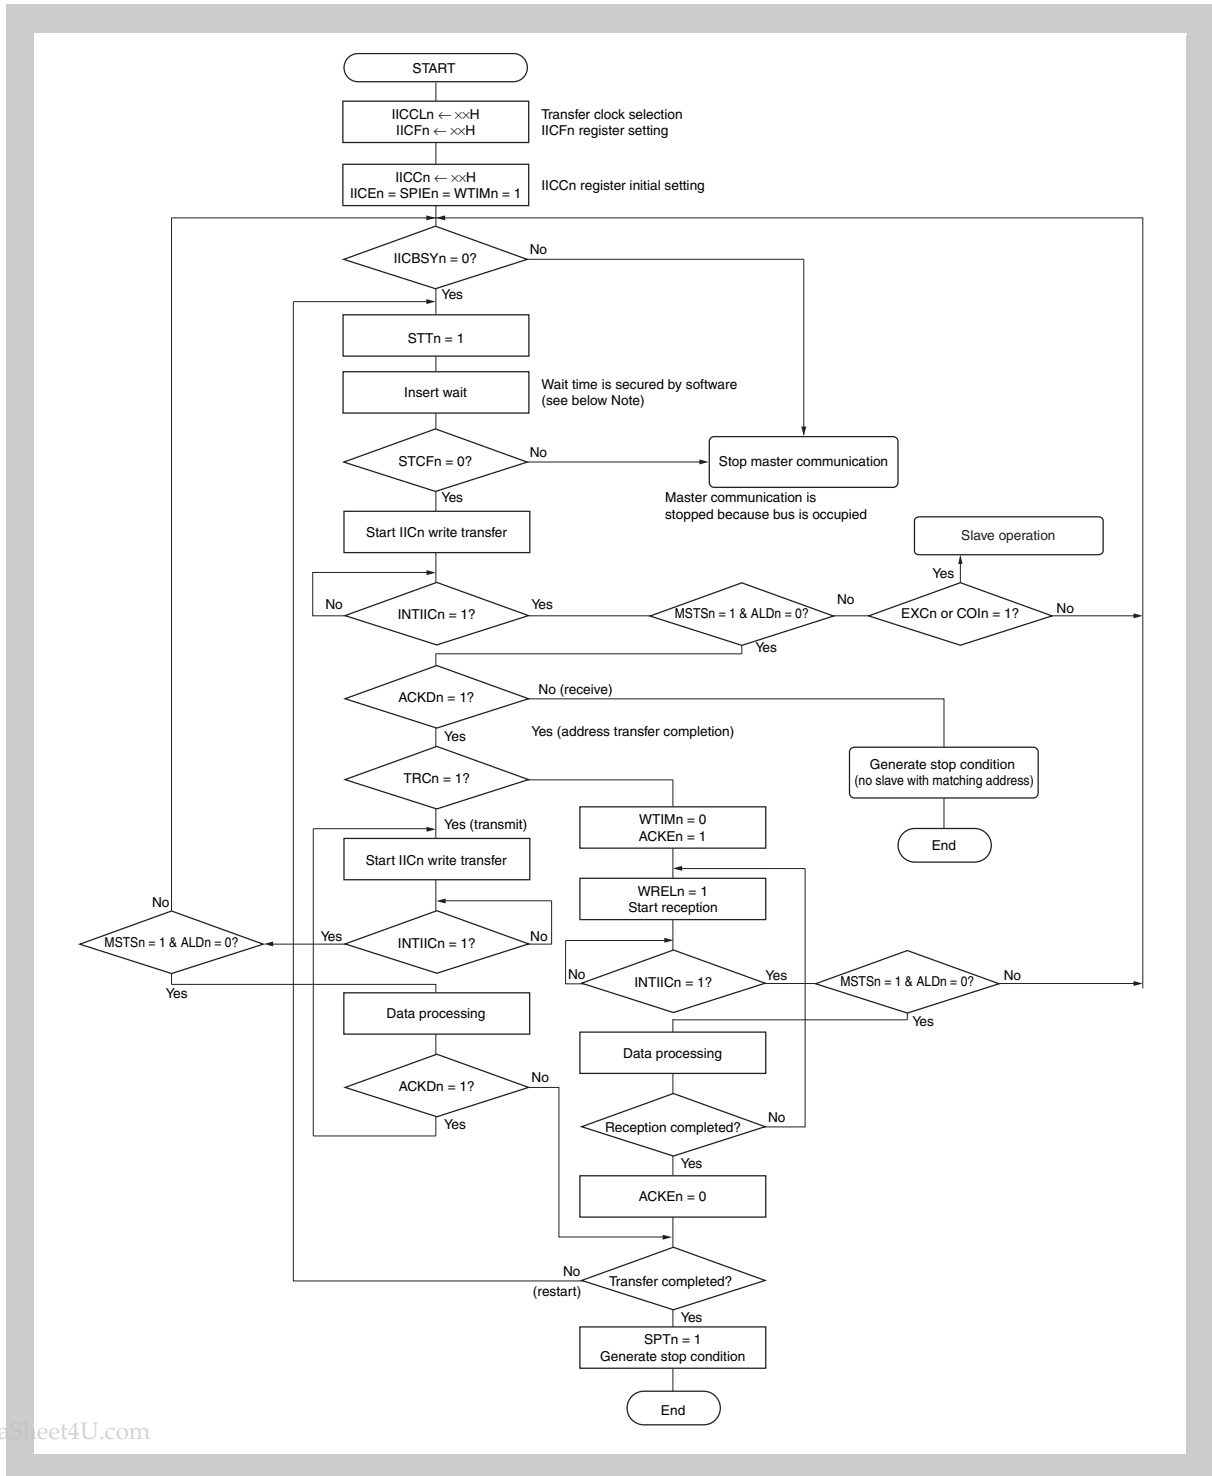 START
IICCLn ← ××H
IICFn ← ××H
Transfer clock selection
IICFn register setting
IICCn ← ××H
IICEn = SPIEn = WTIMn = 1
IICCn register initial setting
IICBSYn = 0?
No
Yes
STTn = 1
Insert wait
Wait time is secured by software
(see below Note)
STCFn = 0?
No
Stop master communication
Yes
Master communication is
stopped because bus is occupied
Start IICn write transfer
Slave operation
Yes
No
INTIICn = 1?
Yes
MSTSn = 1 & ALDn = 0?
No
EXCn or COIn = 1?
No
Yes
ACKDn = 1?
No (receive)
Yes
Yes (address transfer completion)
Generate stop condition
(no slave with matching address)
TRCn = 1?
WTIMn = 0
ACKEn = 1
Yes (transmit)
End
Start IICn write transfer
WRELn = 1
Start reception
No
MSTSn = 1 & ALDn = 0?
Yes
INTIICn = 1?
No
No
INTIICn = 1?
Yes
MSTSn = 1 & ALDn = 0?
No
Yes
Yes
Data processing
Data processing
ACKDn = 1?
No
Yes
Reception completed?
No
Yes
ACKEn = 0
No
(restart)
Transfer completed?
Yes
SPTn = 1
Generate stop condition
End
aSheet4U.com